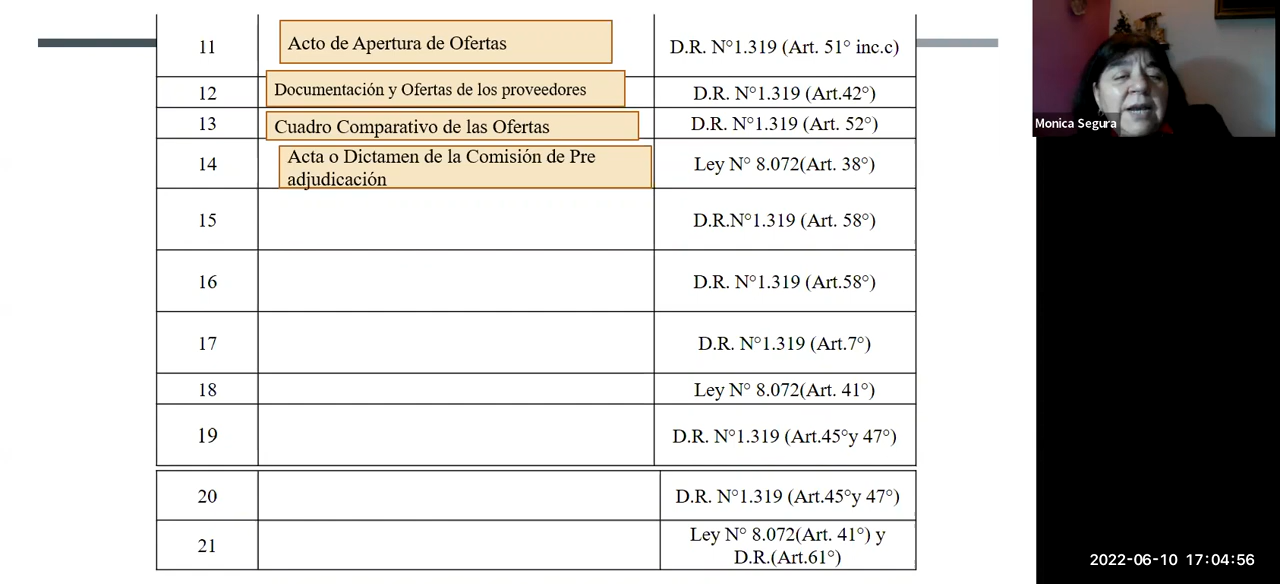 11 Acto de Apertura de Ofertas D.R. N°1.319 (Art. 51° inc.c)
12 Documentación y Ofertas de los proveedores D.R. N°1.319 (Art.42°)
13 Cuadro Comparativo de las Ofertas D.R. N°1.319 (Art. 52°)
14 Acta o Dictamen de la Comisión de Pre
adjudicación Ley N° 8.072(Art. 38°)
15 D.R.N°1.319 (Art. 58°)
16 D.R. N°1.319 (Art.58°)
17 D.R. N°1.319 (Art.7°)
18 Ley N° 8.072(Art. 41°)
19 D.R. N°1.319 (Art.45°y 47°)
20 D.R. N°1.319 (Art.45°y 47°)
21 Ley N° 8.072(Art. 41°) y
D.R.(Art.61°)
Monica Segura
2022-06-10 17:04:56